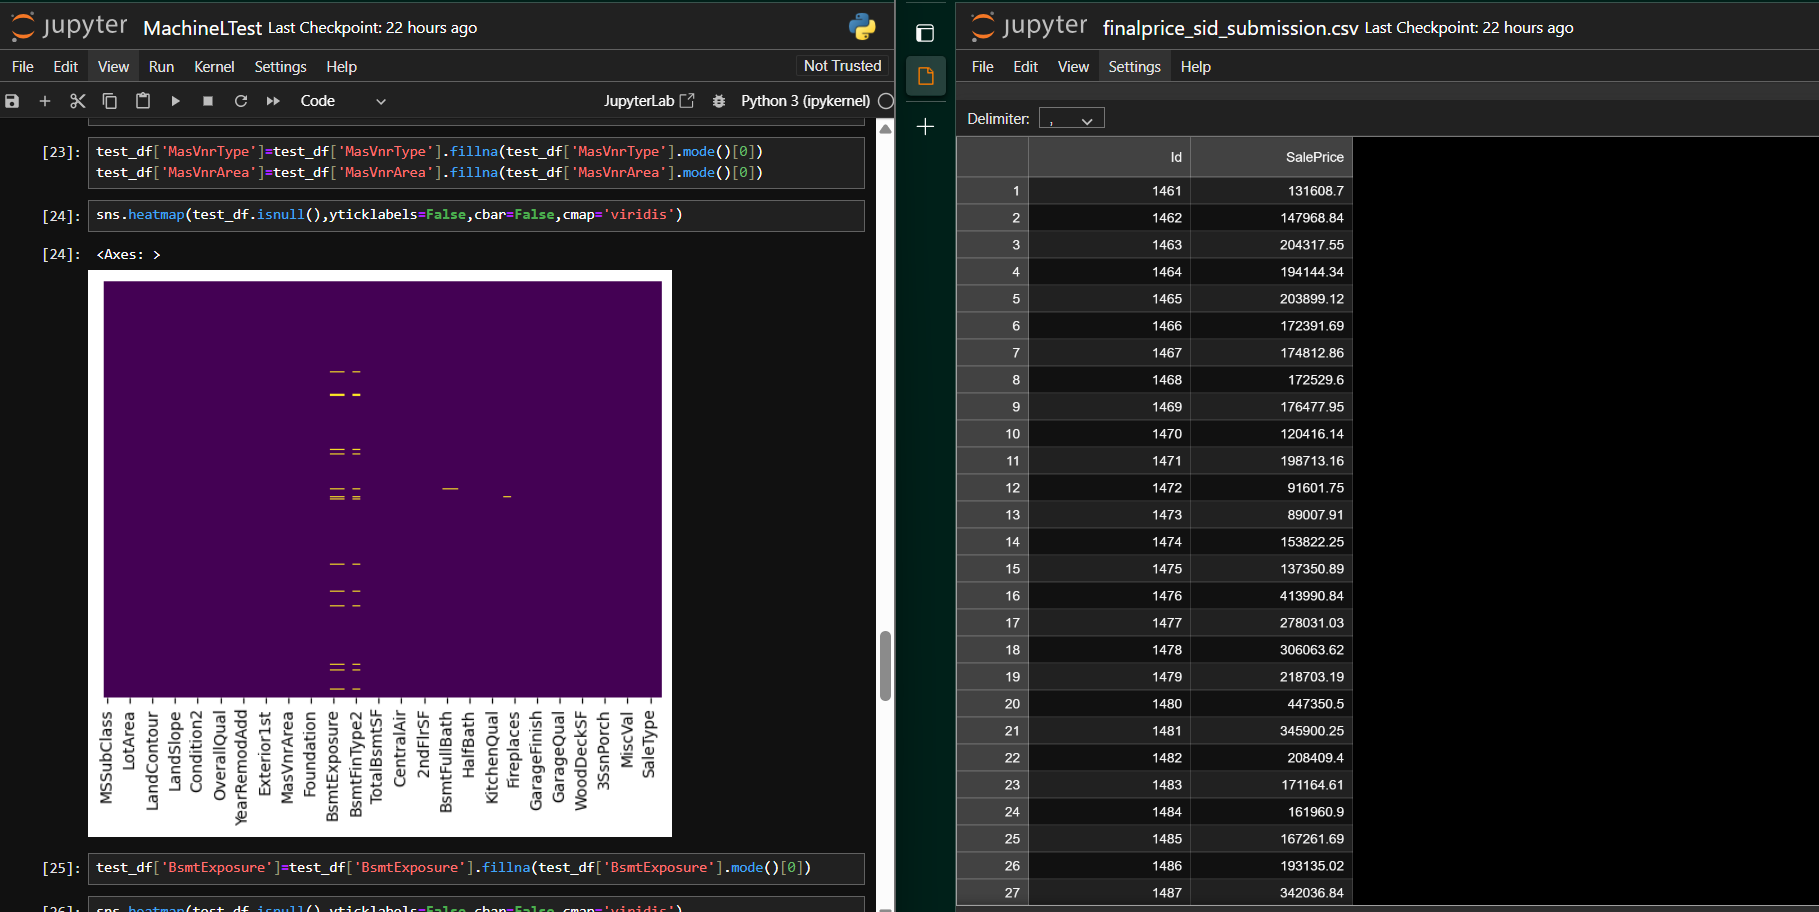 jupyter MachineLTest Last Checkpoint: 22 hours ago
File Edit View Run Kernel Settings Help Not Trusted
Code JupyterLab Python 3 (ipykernel)
[23]: test_df['MasVnrType']=test_df['MasVnrType'].fillna(test_df['MasVnrType'].mode()[0])
test_df['MasVnrArea']=test_df['MasVnrArea'].fillna(test_df['MasVnrArea'].mode()[0])
[24]: sns.heatmap(test_df.isnull(),yticklabels=False,cbar=False,cmap='viridis')
[24]: <Axes: >
MSSubClass
LotArea
LandContour
LandSlope
Condition2
OverallQual
YearRemodAdd
Exterior1st
MasVnrArea
Foundation
BsmtExposure
BsmtFinType2
TotalBsmtSF
CentralAir
2ndFlrSF
BsmtFullBath
HalfBath
KitchenQual
Fireplaces
GarageFinish
GarageQual
WoodDeckSF
3SsnPorch
MiscVal
SaleType
[25]: test_df['BsmtExposure']=test_df['BsmtExposure'].fillna(test_df['BsmtExposure'].mode()[0])
[26]: sns.heatmap(test_df.isnull(),yticklabels=False,cbar=False,cmap='viridis')
jupyter finalprice_sid_submission.csv Last Checkpoint: 22 hours ago
File Edit View Settings Help
Delimiter: ,
Id SalePrice
1 1461 131608.7
2 1462 147968.84
3 1463 204317.55
4 1464 194144.34
5 1465 203899.12
6 1466 172391.69
7 1467 174812.86
8 1468 172529.6
9 1469 176477.95
10 1470 120416.14
11 1471 198713.16
12 1472 91601.75
13 1473 89007.91
14 1474 153822.25
15 1475 137350.89
16 1476 413990.84
17 1477 278031.03
18 1478 306063.62
19 1479 218703.19
20 1480 447350.5
21 1481 345900.25
22 1482 208409.4
23 1483 171164.61
24 1484 161960.9
25 1485 167261.69
26 1486 193135.02
27 1487 342036.84